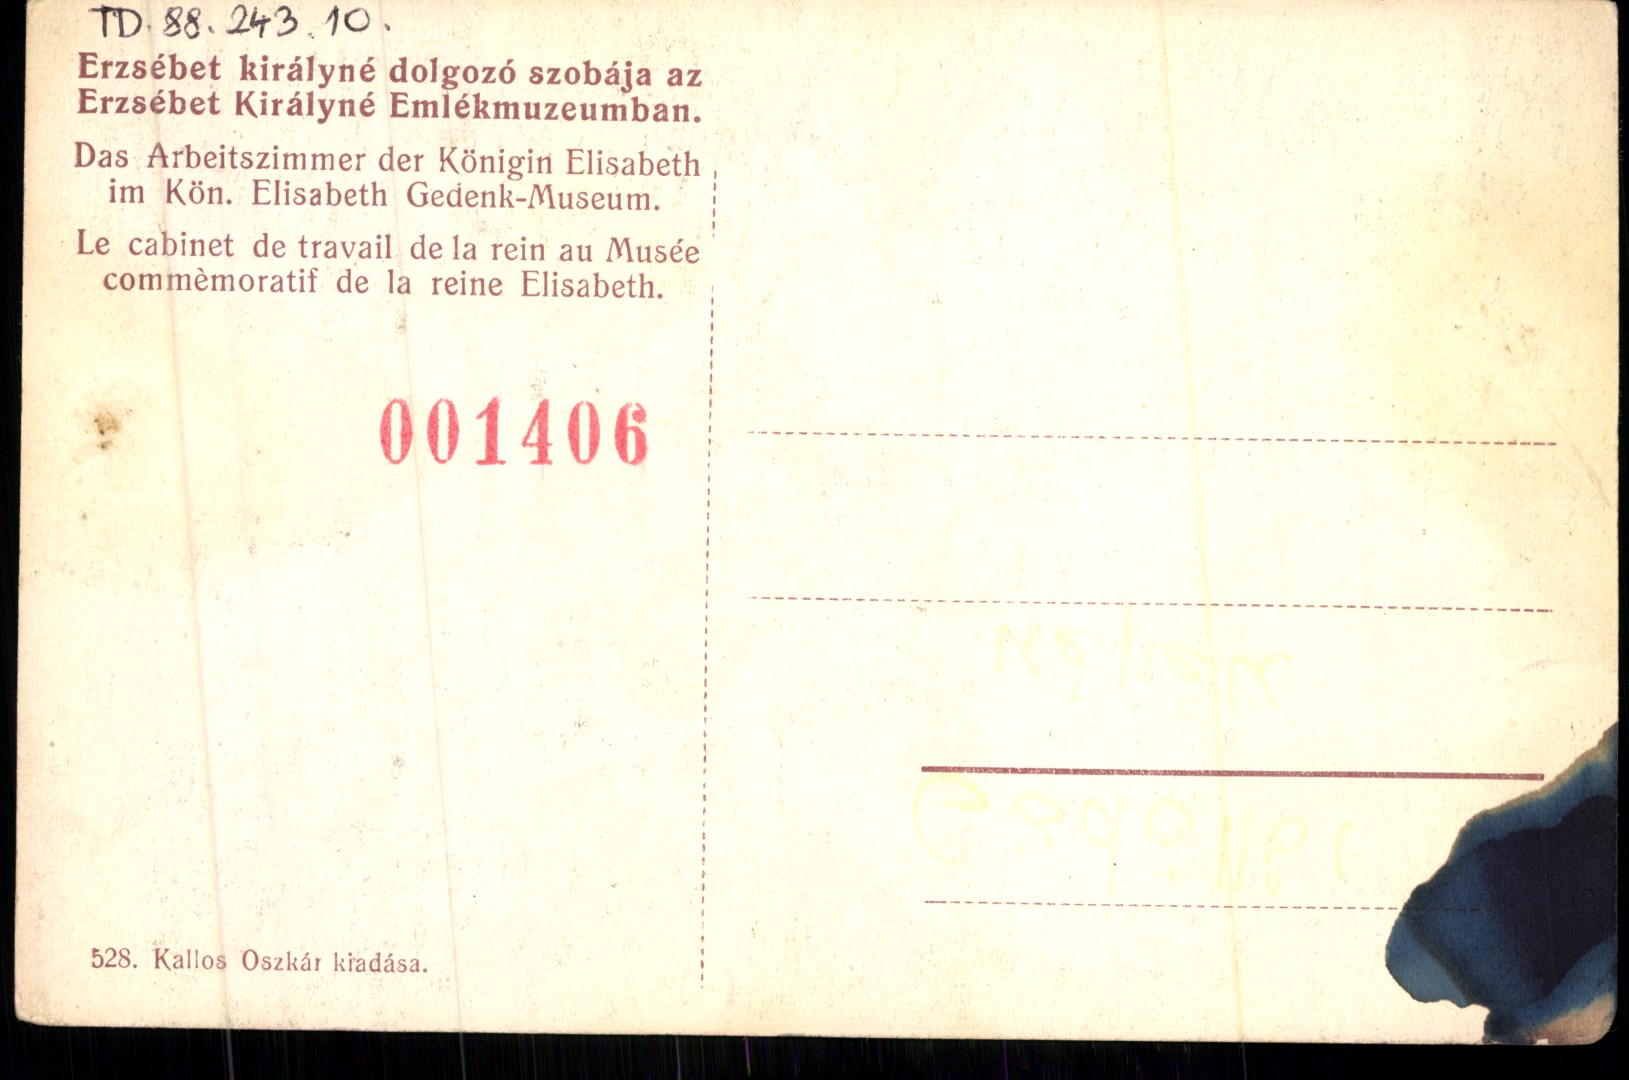 TD. 88. 243. 10.
Erzsébet királyné dolgozó szobája az
Erzsébet Királyné Emlékmuzeumban.
Das Arbeitszimmer der Königin Elisabeth
im Kön. Elisabeth Gedenk-Museum.
Le cabinet de travail de la rein au Musée
commèmoratif de la reine Elisabeth.
001406
528. Kallos Oszkár kiadása.